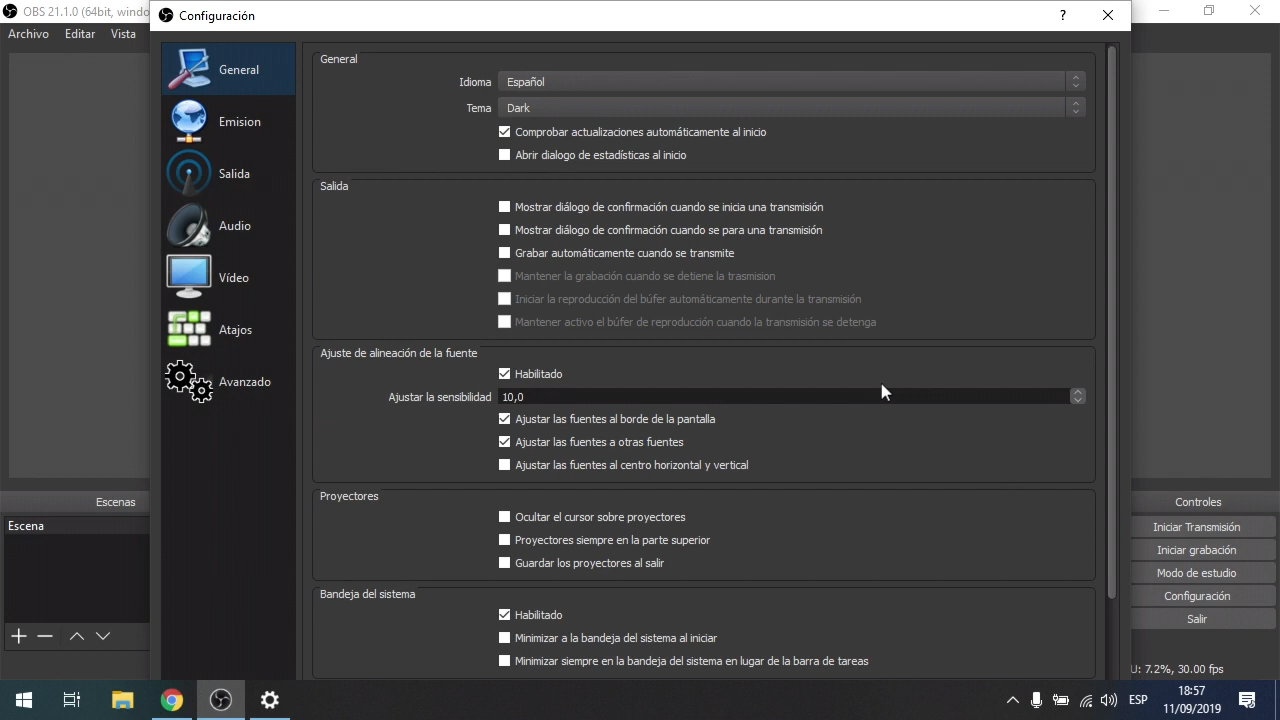 OBS 21.1.0 (64bit, windo
Configuración
?
Archivo
Editar
Vista
General
Emision
Salida
Audio
Vídeo
Atajos
Avanzado
General
Idioma
Español
Tema
Dark
Comprobar actualizaciones automáticamente al inicio
Abrir dialogo de estadísticas al inicio
Salida
Mostrar diálogo de confirmación cuando se inicia una transmisión
Mostrar diálogo de confirmación cuando se para una transmisión
Grabar automáticamente cuando se transmite
Mantener la grabación cuando se detiene la trasmision
Iniciar la reproducción del búfer automáticamente durante la transmisión
Mantener activo el búfer de reproducción cuando la transmisión se detenga
Ajuste de alineación de la fuente
Habilitado
Ajustar la sensibilidad
10,0
Ajustar las fuentes al borde de la pantalla
Ajustar las fuentes a otras fuentes
Ajustar las fuentes al centro horizontal y vertical
Proyectores
Ocultar el cursor sobre proyectores
Proyectores siempre en la parte superior
Guardar los proyectores al salir
Bandeja del sistema
Habilitado
Minimizar a la bandeja del sistema al iniciar
Minimizar siempre en la bandeja del sistema en lugar de la barra de tareas
Escenas
Escena
Controles
Iniciar Transmisión
Iniciar grabación
Modo de estudio
Configuración
Salir
U: 7.2%, 30.00 fps
ESP
18:57
11/09/2019